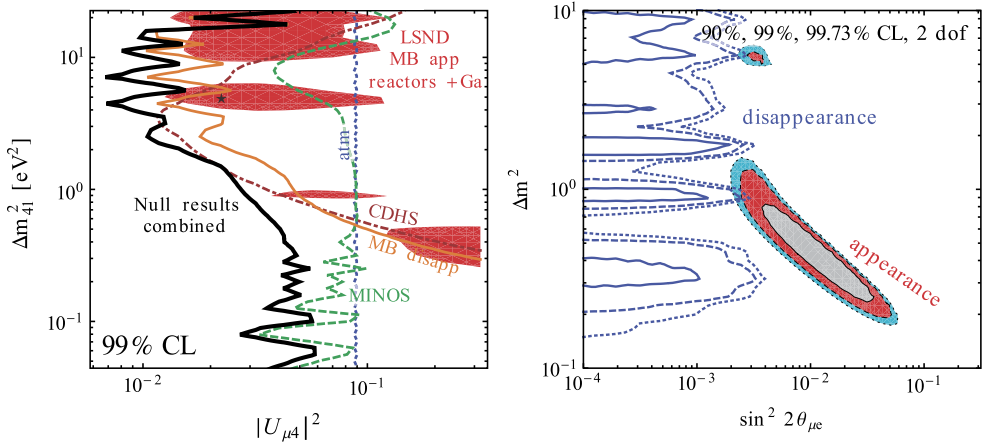 LSND
MB app
reactors +Ga
atm
Null results
combined
CDHS
MB disapp
MINOS
99% CL
10¹
10⁰
10⁻¹
Δm²₄₁ [eV²]
10⁻² 10⁻¹
|Uμ4|²
90%, 99%, 99.73% CL, 2 dof
disappearance
appearance
10¹
10⁰
10⁻¹
Δm²
10⁻⁴ 10⁻³ 10⁻² 10⁻¹
sin² 2θμe